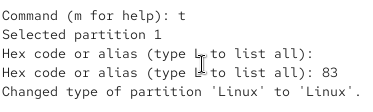 Command (m for help): t
Selected partition 1
Hex code or alias (type L to list all):
Hex code or alias (type L to list all): 83
Changed type of partition 'Linux' to 'Linux'.